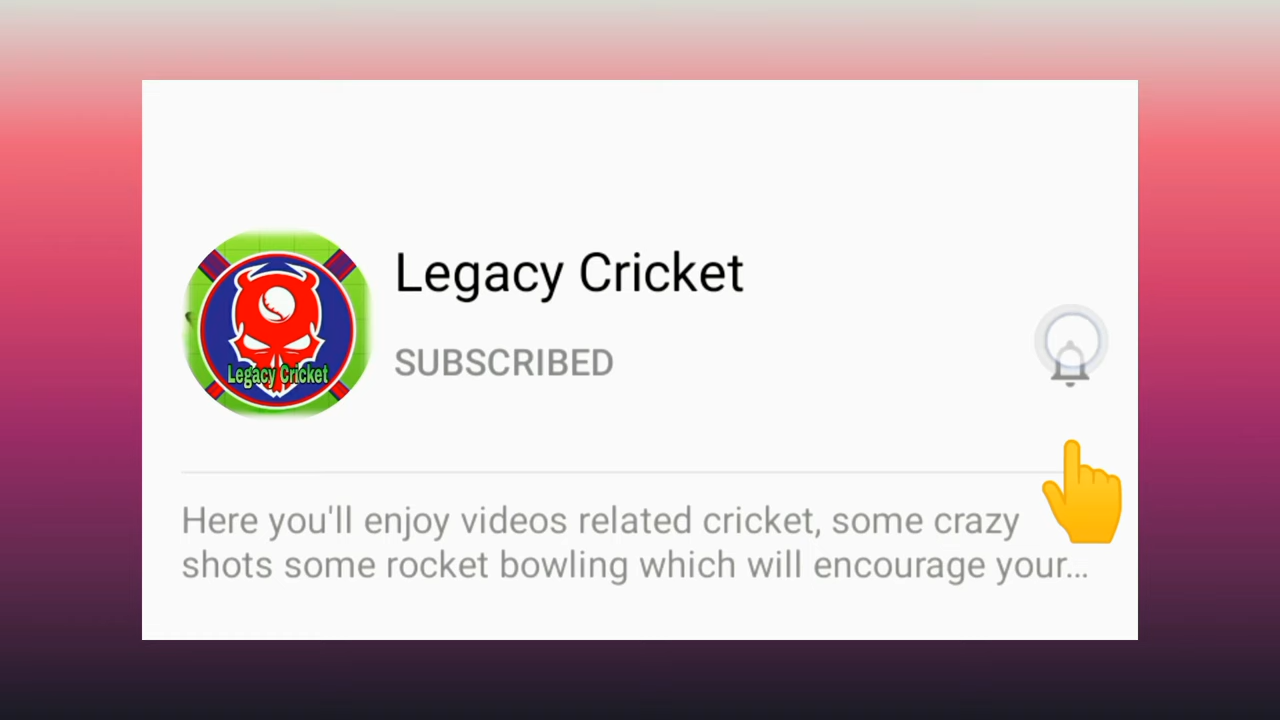 Legacy Cricket
Legacy Cricket
SUBSCRIBED
Here you'll enjoy videos related cricket, some crazy
shots some rocket bowling which will encourage your...